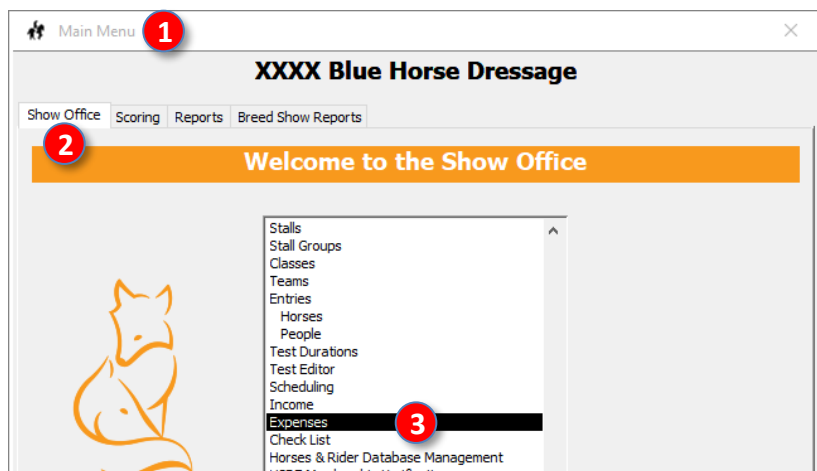 Main Menu 1
XXXX Blue Horse Dressage
Show Office Scoring Reports Breed Show Reports
2
Welcome to the Show Office
Stalls
Stall Groups
Classes
Teams
Entries
Horses
People
Test Durations
Test Editor
Scheduling
Income
Expenses 3
Check List
Horses & Rider Database Management